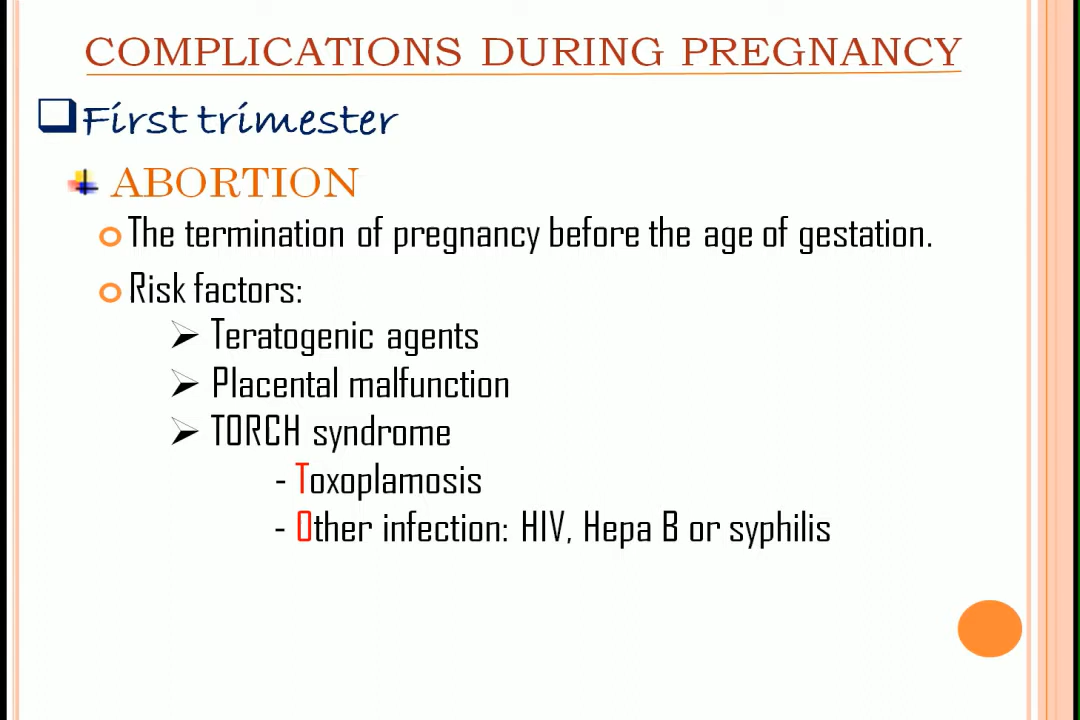 COMPLICATIONS DURING PREGNANCY
First trimester
ABORTION
The termination of pregnancy before the age of gestation.
Risk factors:
Teratogenic agents
Placental malfunction
TORCH syndrome
- Toxoplamosis
- Other infection: HIV, Hepa B or syphilis